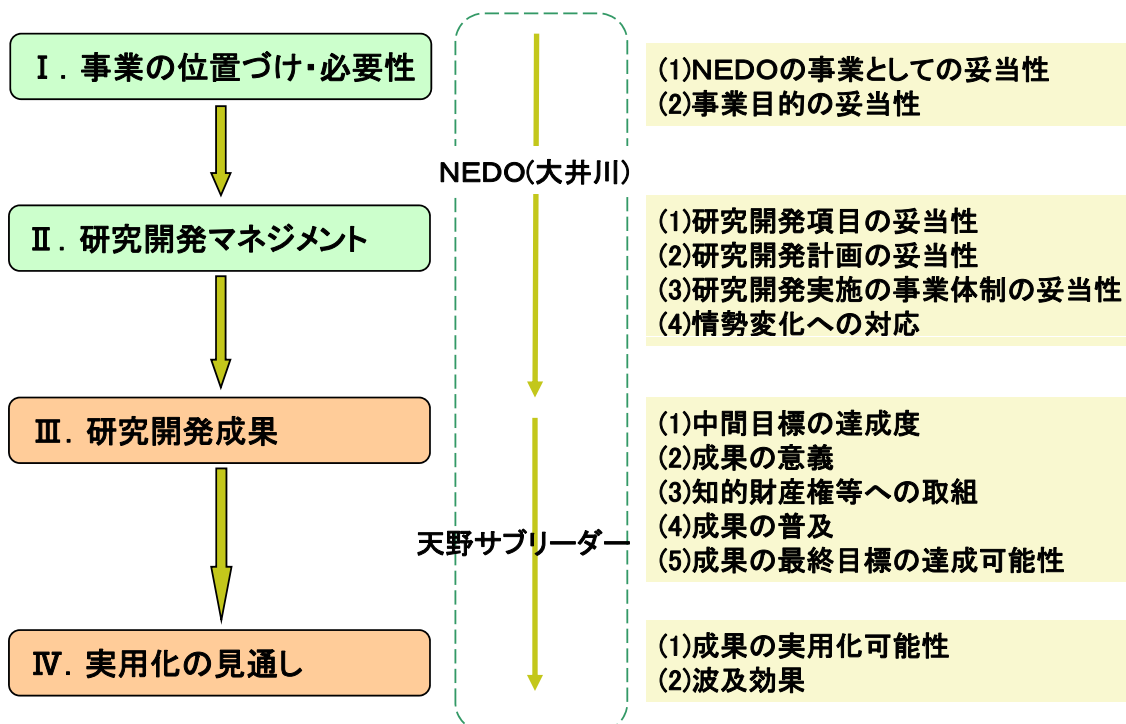 Ⅰ．事業の位置づけ・必要性
(1)ＮＥＤＯの事業としての妥当性
(2)事業目的の妥当性
ＮＥＤＯ(大井川)
Ⅱ．研究開発マネジメント
(1)研究開発項目の妥当性
(2)研究開発計画の妥当性
(3)研究開発実施の事業体制の妥当性
(4)情勢変化への対応
Ⅲ．研究開発成果
(1)中間目標の達成度
(2)成果の意義
(3)知的財産権等への取組
(4)成果の普及
(5)成果の最終目標の達成可能性
天野サブリーダー
Ⅳ．実用化の見通し
(1)成果の実用化可能性
(2)波及効果